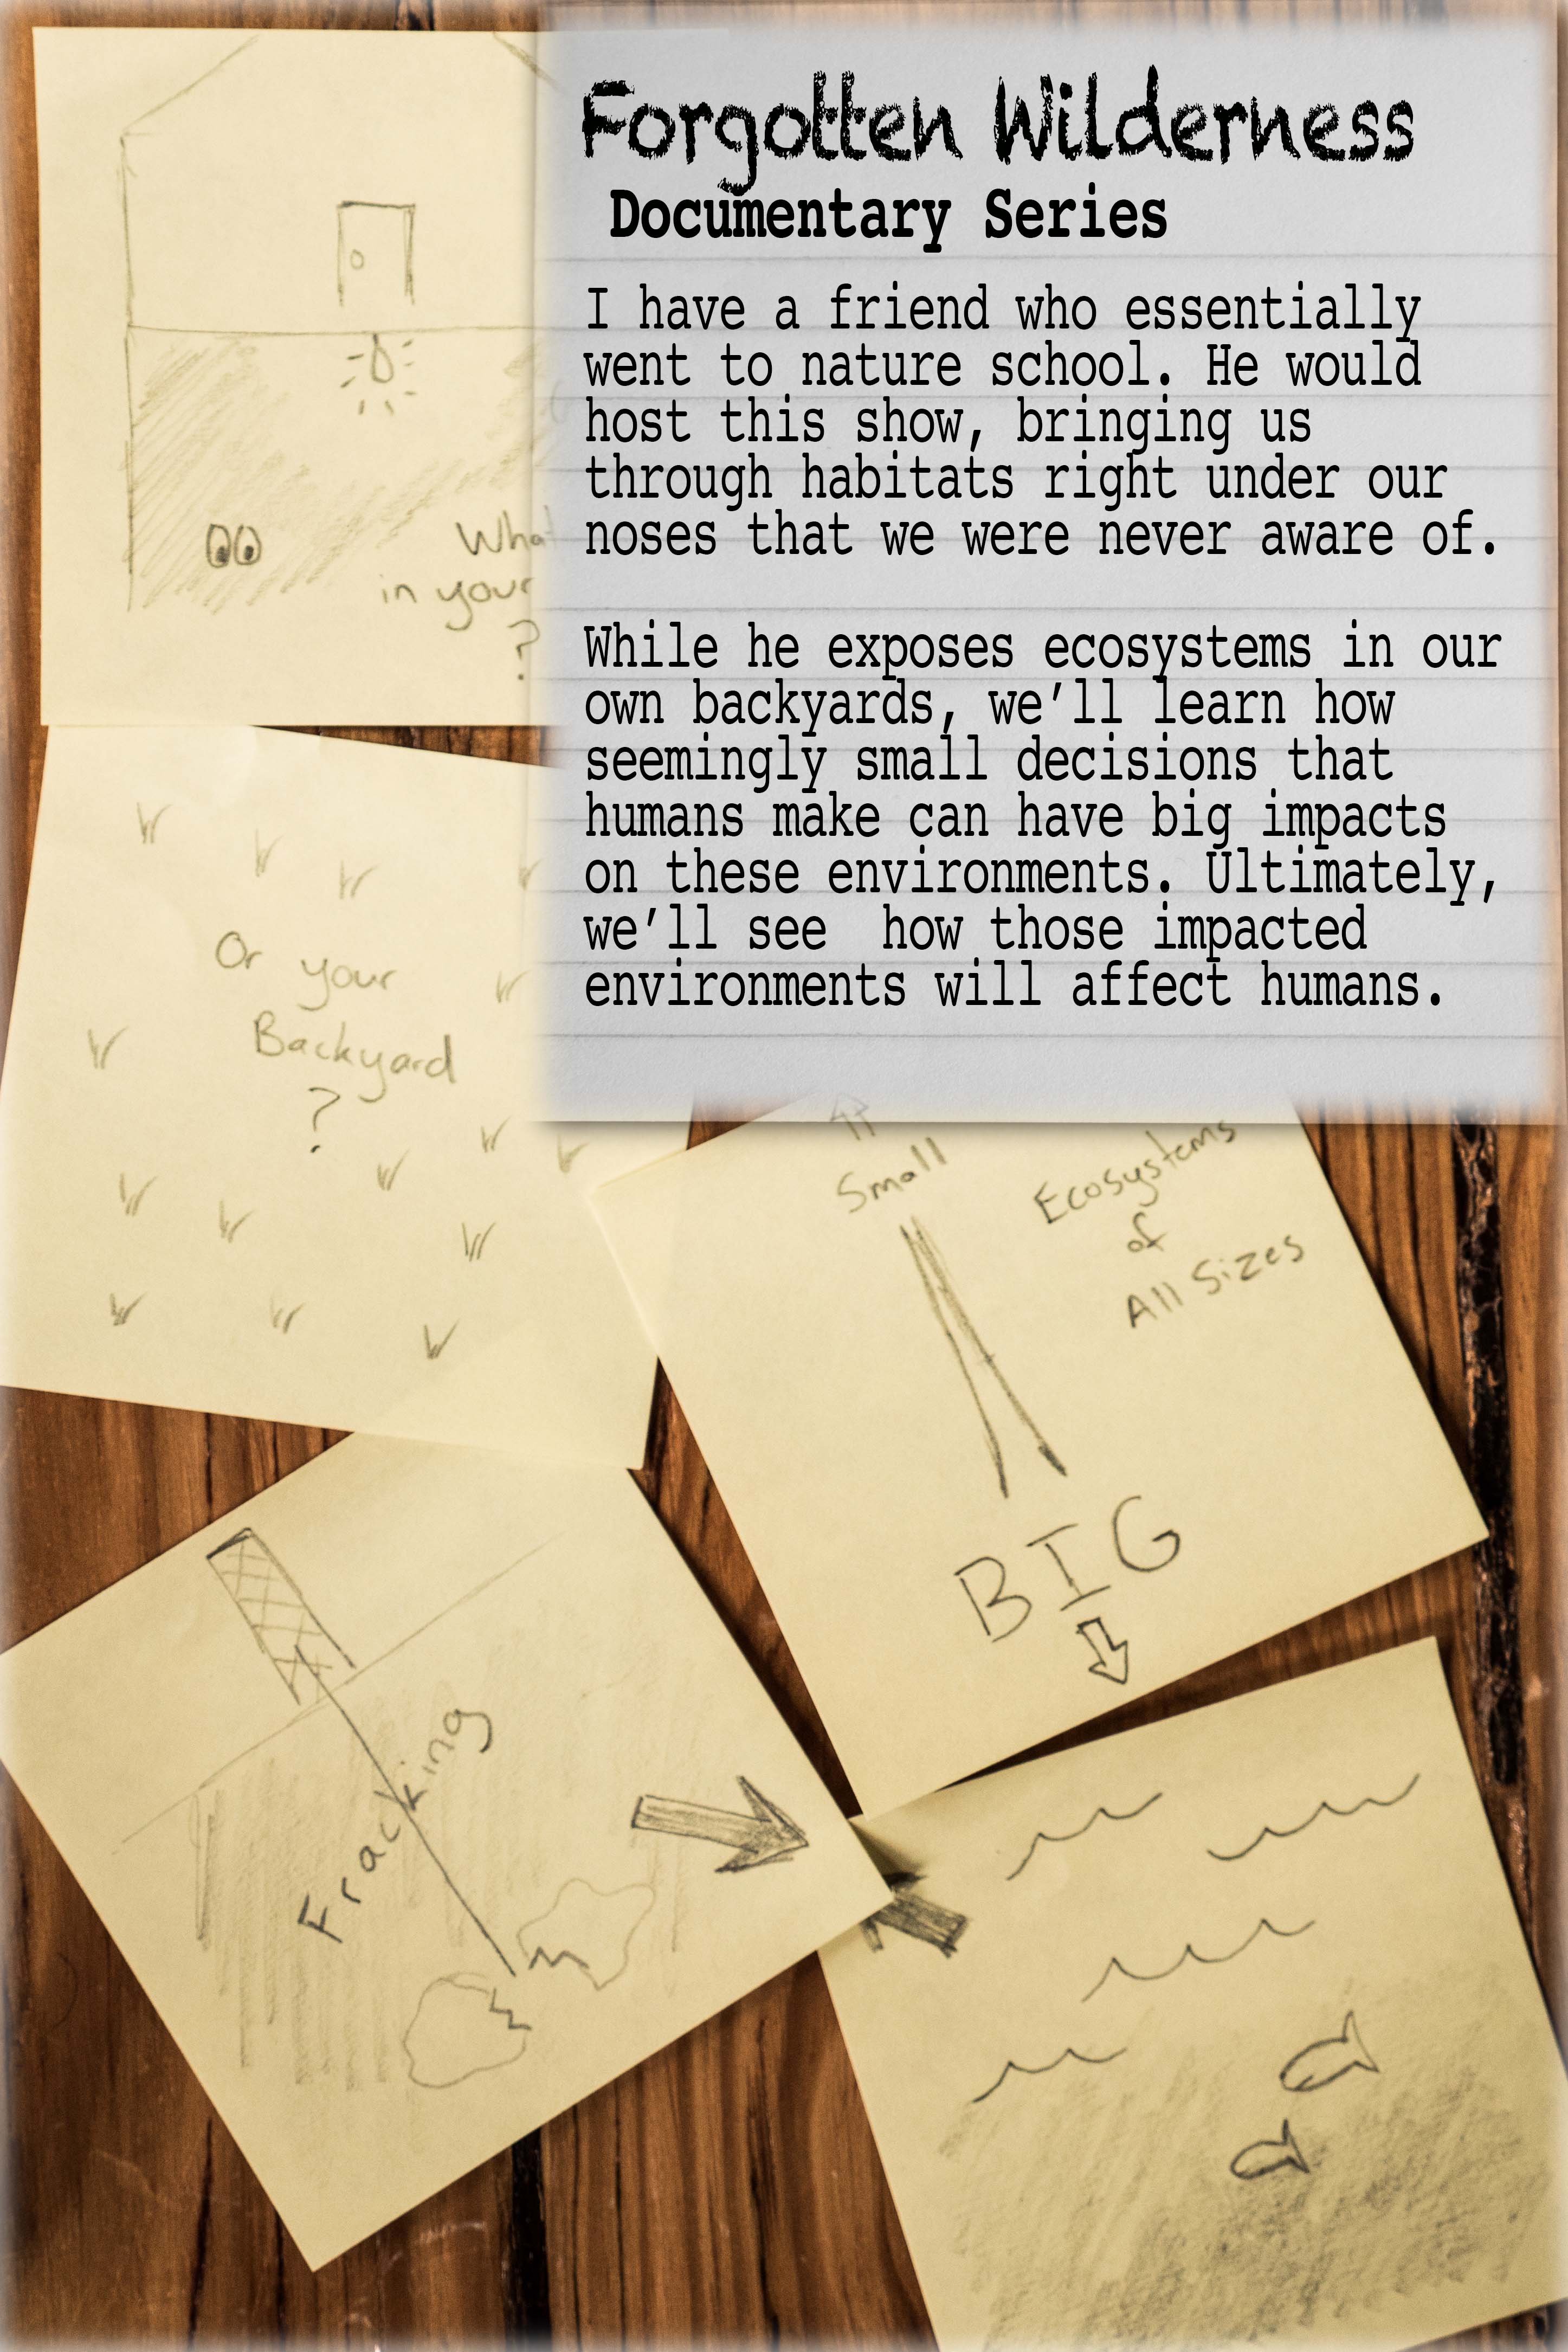 Forgotten Wilderness
Documentary Series
I have a friend who essentially
went to nature school. He would
host this show, bringing us
through habitats right under our
noses that we were never aware of.
While he exposes ecosystems in our
own backyards, we’ll learn how
seemingly small decisions that
humans make can have big impacts
on these environments. Ultimately,
we’ll see  how those impacted
environments will affect humans.
in your
?
Or your
Backyard
?
Small
Ecosystems
of
All Sizes
BIG
Fracking